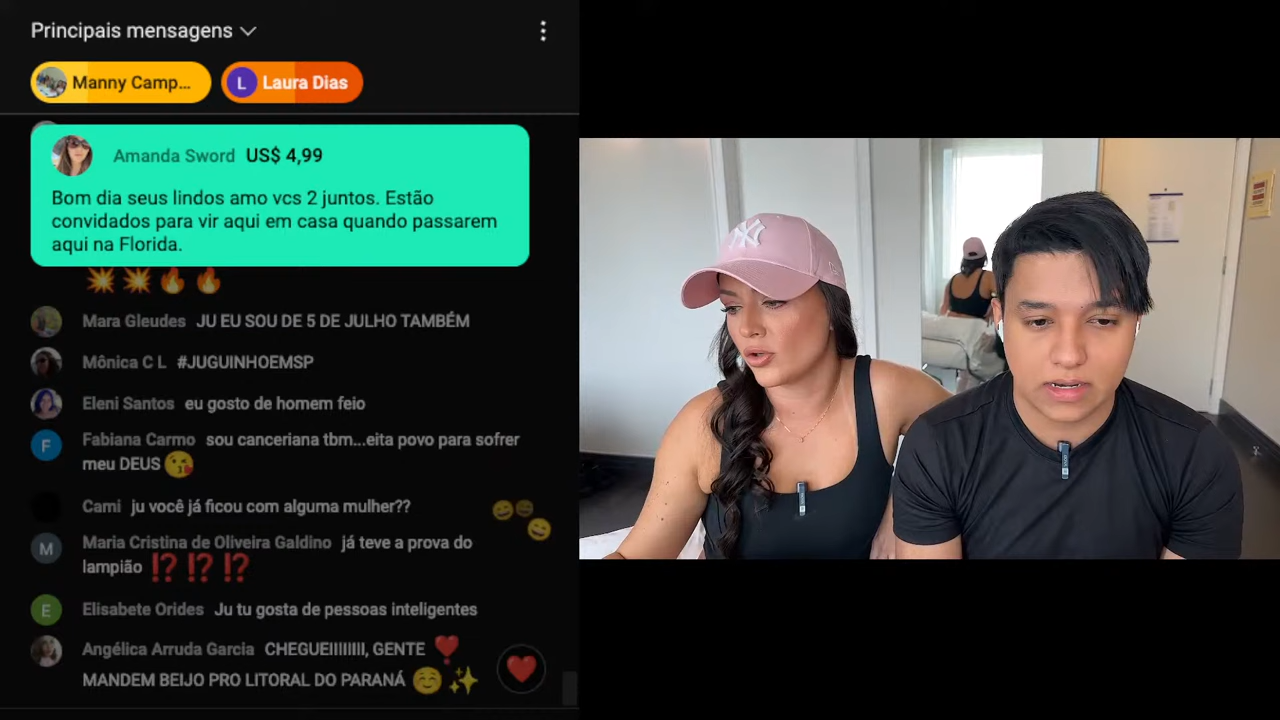 Principais mensagens
Manny Camp...
L Laura Dias
Amanda Sword US$ 4,99
Bom dia seus lindos amo vcs 2 juntos. Estão
convidados para vir aqui em casa quando passarem
aqui na Florida.
Mara Gleudes JU EU SOU DE 5 DE JULHO TAMBÉM
Mônica C L #JUGUINHOEMSP
Eleni Santos eu gosto de homem feio
F Fabiana Carmo sou canceriana tbm...eita povo para sofrer
meu DEUS
Cami ju você já ficou com alguma mulher??
M Maria Cristina de Oliveira Galdino já teve a prova do
lampião ⁉️ ⁉️ ⁉️
E Elisabete Orides Ju tu gosta de pessoas inteligentes
Angélica Arruda Garcia CHEGUEIIIIIIII, GENTE
MANDEM BEIJO PRO LITORAL DO PARANÁ
NY